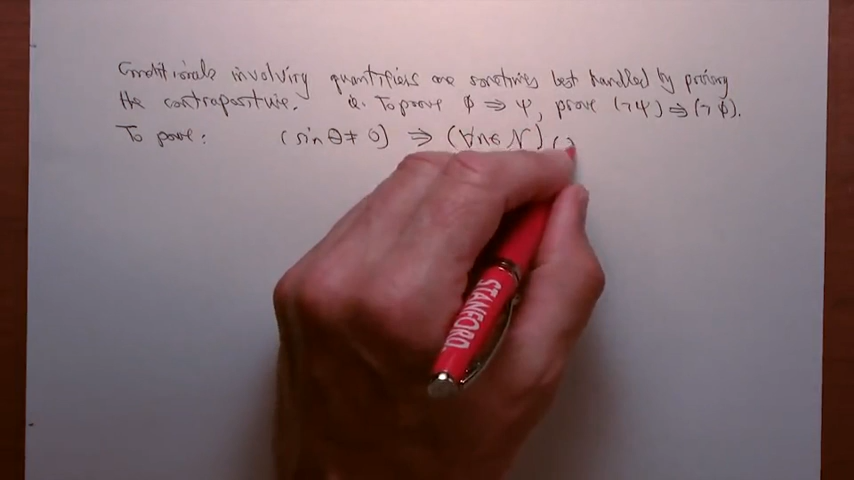 Conditionals involving quantifiers are sometimes best handled by proving
the contrapositive. ie. To prove ϕ ⇒ ψ, prove (¬ψ) ⇒ (¬ϕ).
To prove: (sin θ ≠ 0) ⇒ (∀n∈N) (
STANFORD